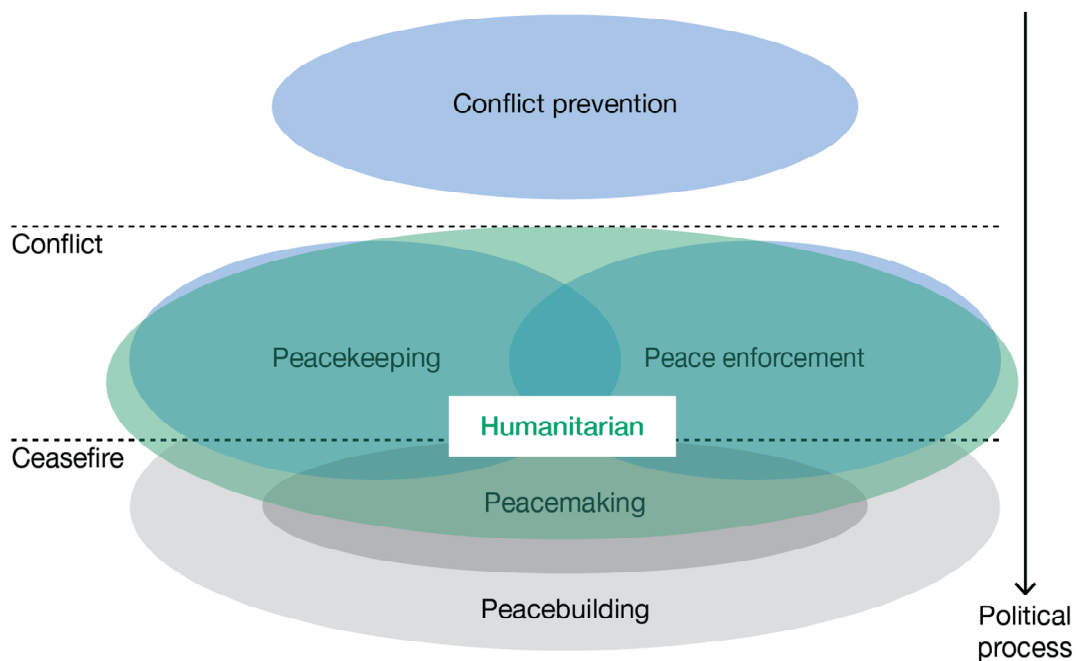 Conflict prevention
Conflict
Peacekeeping
Peace enforcement
Humanitarian
Ceasefire
Peacemaking
Peacebuilding
Political
process